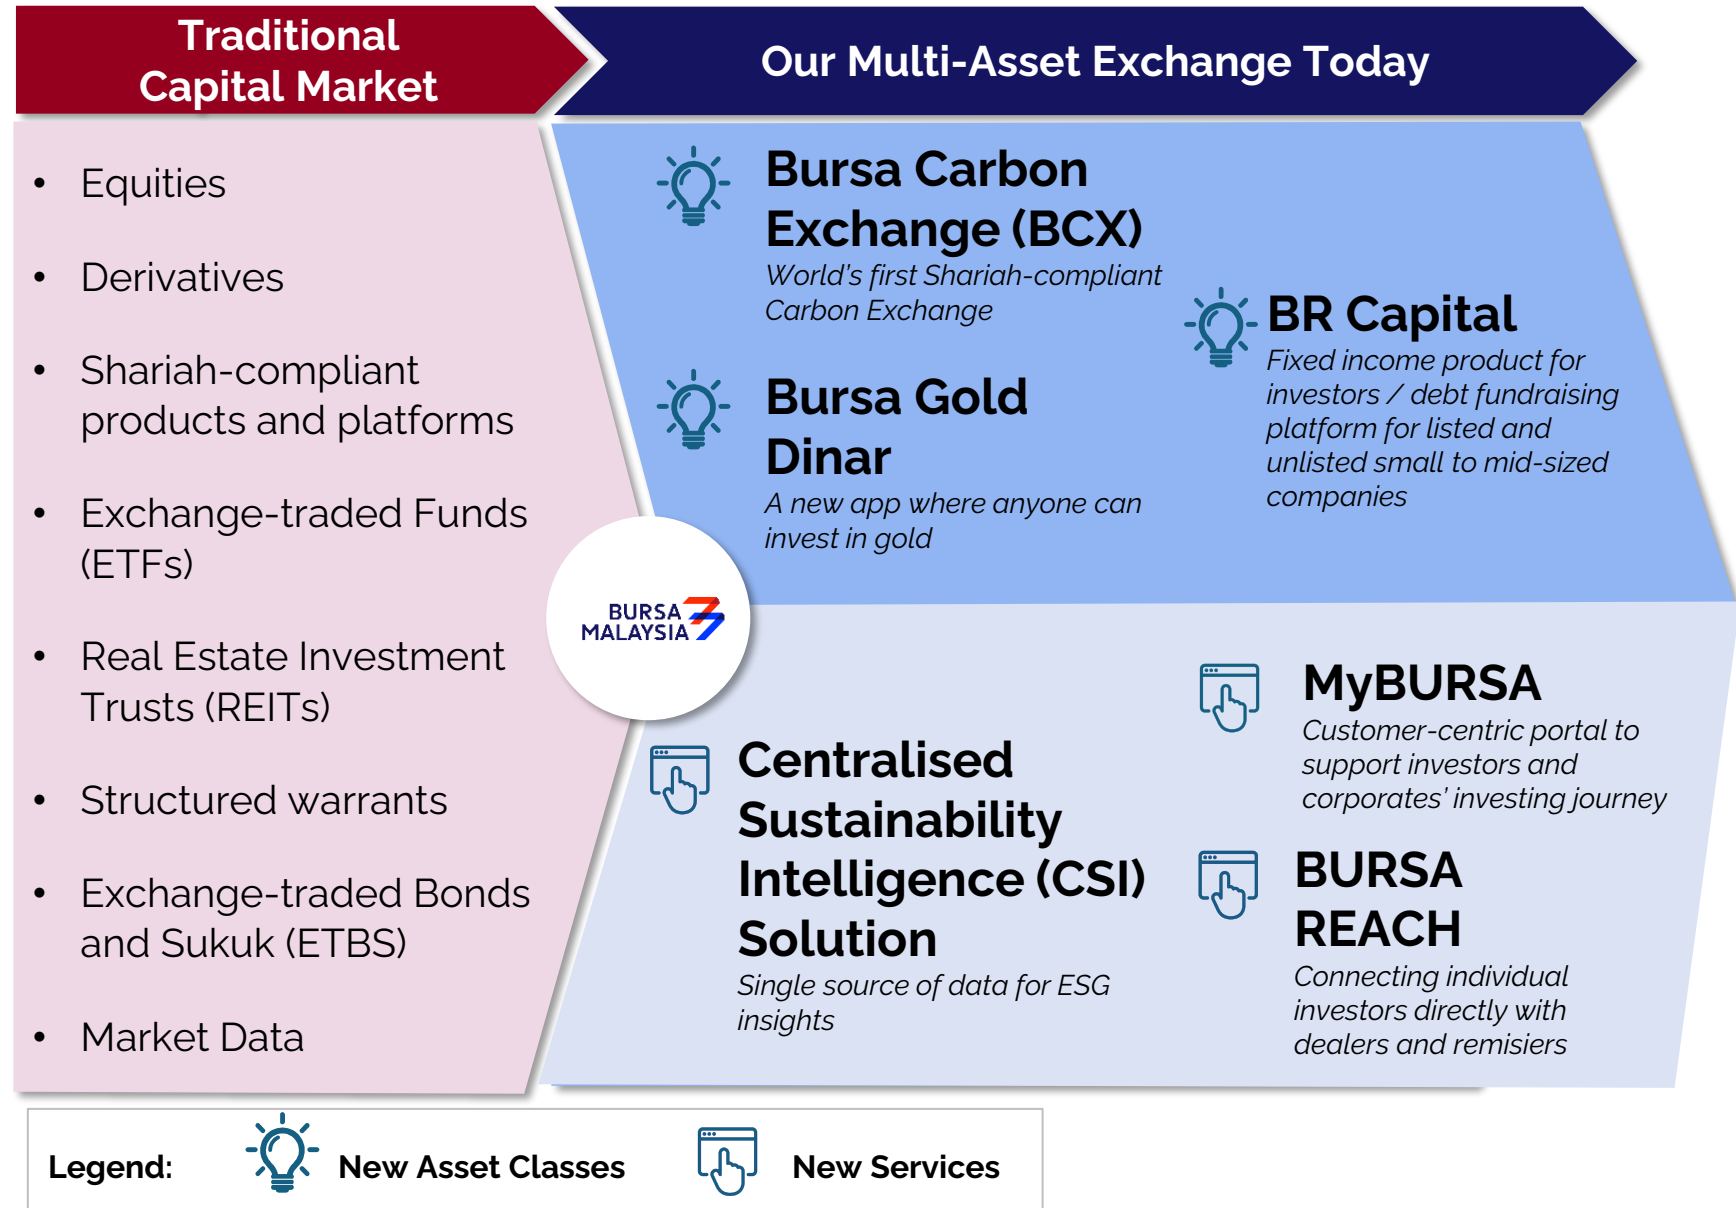 Traditional
Capital Market
Our Multi-Asset Exchange Today
• Equities
• Derivatives
• Shariah-compliant
products and platforms
• Exchange-traded Funds
(ETFs)
• Real Estate Investment
Trusts (REITs)
• Structured warrants
• Exchange-traded Bonds
and Sukuk (ETBS)
• Market Data
BURSA
MALAYSIA
Bursa Carbon
Exchange (BCX)
World's first Shariah-compliant
Carbon Exchange
Bursa Gold
Dinar
A new app where anyone can
invest in gold
BR Capital
Fixed income product for
investors / debt fundraising
platform for listed and
unlisted small to mid-sized
companies
Centralised
Sustainability
Intelligence (CSI)
Solution
Single source of data for ESG
insights
MyBURSA
Customer-centric portal to
support investors and
corporates' investing journey
BURSA
REACH
Connecting individual
investors directly with
dealers and remisiers
Legend:
New Asset Classes
New Services